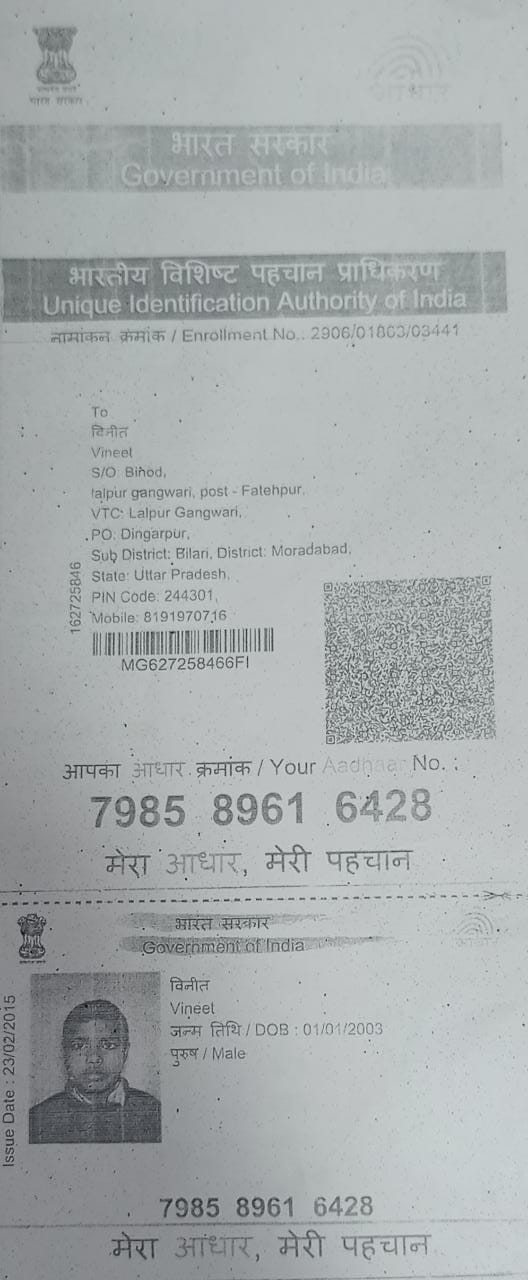 भारत सरकार
भारत सरकार
Government of India
भारतीय विशिष्ट पहचान प्राधिकरण
Unique Identification Authority of India
नामांकन क्रमांक / Enrollment No.: 2906/01803/03441
To
विनीत
Vineet
S/O: Binod,
lalpur gangwari, post - Fatehpur,
VTC: Lalpur Gangwari,
PO: Dingarpur,
Sub District: Bilari, District: Moradabad,
State: Uttar Pradesh,
PIN Code: 244301,
Mobile: 8191970716
162725846
MG627258466FI
आपका आधार क्रमांक / Your Aadhaar No. :
7985 8961 6428
मेरा आधार, मेरी पहचान
भारत सरकार
Government of India
विनीत
Vineet
जन्म तिथि / DOB : 01/01/2003
पुरुष / Male
Issue Date : 23/02/2015
7985 8961 6428
मेरा आधार, मेरी पहचान